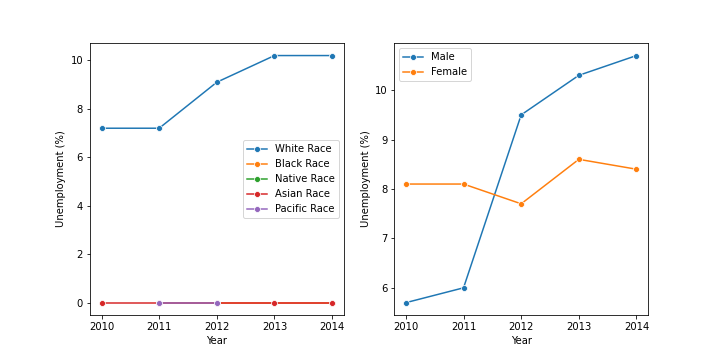 Unemployment (%)
10
8
6
4
2
0
White Race
Black Race
Native Race
Asian Race
Pacific Race
2010 2011 2012 2013 2014
Year
Unemployment (%)
10
9
8
7
6
Male
Female
2010 2011 2012 2013 2014
Year